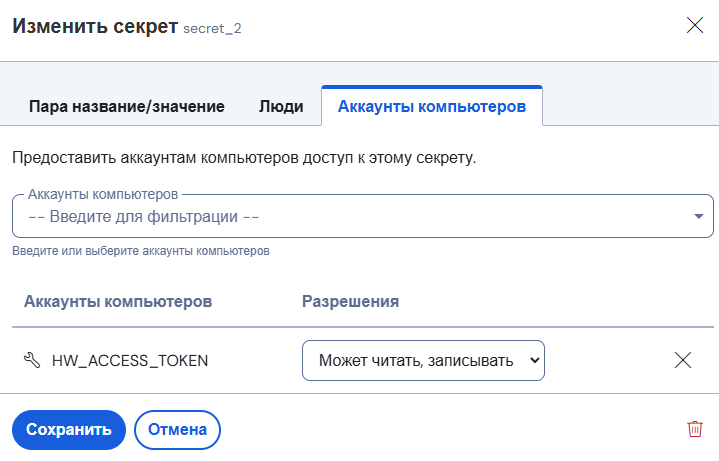 Изменить секрет secret_2
Пара название/значение Люди Аккаунты компьютеров
Предоставить аккаунтам компьютеров доступ к этому секрету.
Аккаунты компьютеров
-- Введите для фильтрации --
Введите или выберите аккаунты компьютеров
Аккаунты компьютеров Разрешения
HW_ACCESS_TOKEN Может читать, записывать
Сохранить Отмена